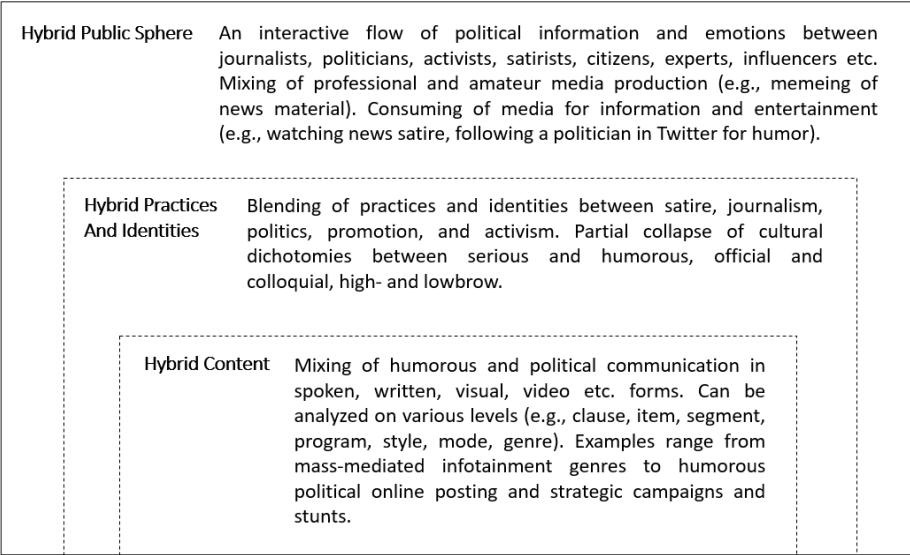 Hybrid Public Sphere
An interactive flow of political information and emotions between
journalists, politicians, activists, satirists, citizens, experts, influencers etc.
Mixing of professional and amateur media production (e.g., memeing of
news material). Consuming of media for information and entertainment
(e.g., watching news satire, following a politician in Twitter for humor).
Hybrid Practices
And Identities
Blending of practices and identities between satire, journalism,
politics, promotion, and activism. Partial collapse of cultural
dichotomies between serious and humorous, official and
colloquial, high- and lowbrow.
Hybrid Content
Mixing of humorous and political communication in
spoken, written, visual, video etc. forms. Can be
analyzed on various levels (e.g., clause, item, segment,
program, style, mode, genre). Examples range from
mass-mediated infotainment genres to humorous
political online posting and strategic campaigns and
stunts.